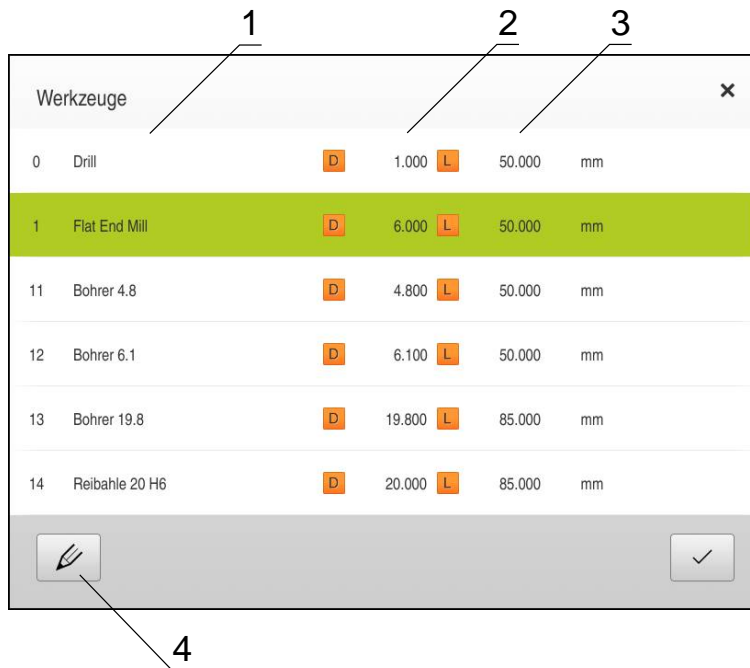 1 2 3
Werkzeuge
0 Drill D 1.000 L 50.000 mm
1 Flat End Mill D 6.000 L 50.000 mm
11 Bohrer 4.8 D 4.800 L 50.000 mm
12 Bohrer 6.1 D 6.100 L 50.000 mm
13 Bohrer 19.8 D 19.800 L 85.000 mm
14 Reibahle 20 H6 D 20.000 L 85.000 mm
4